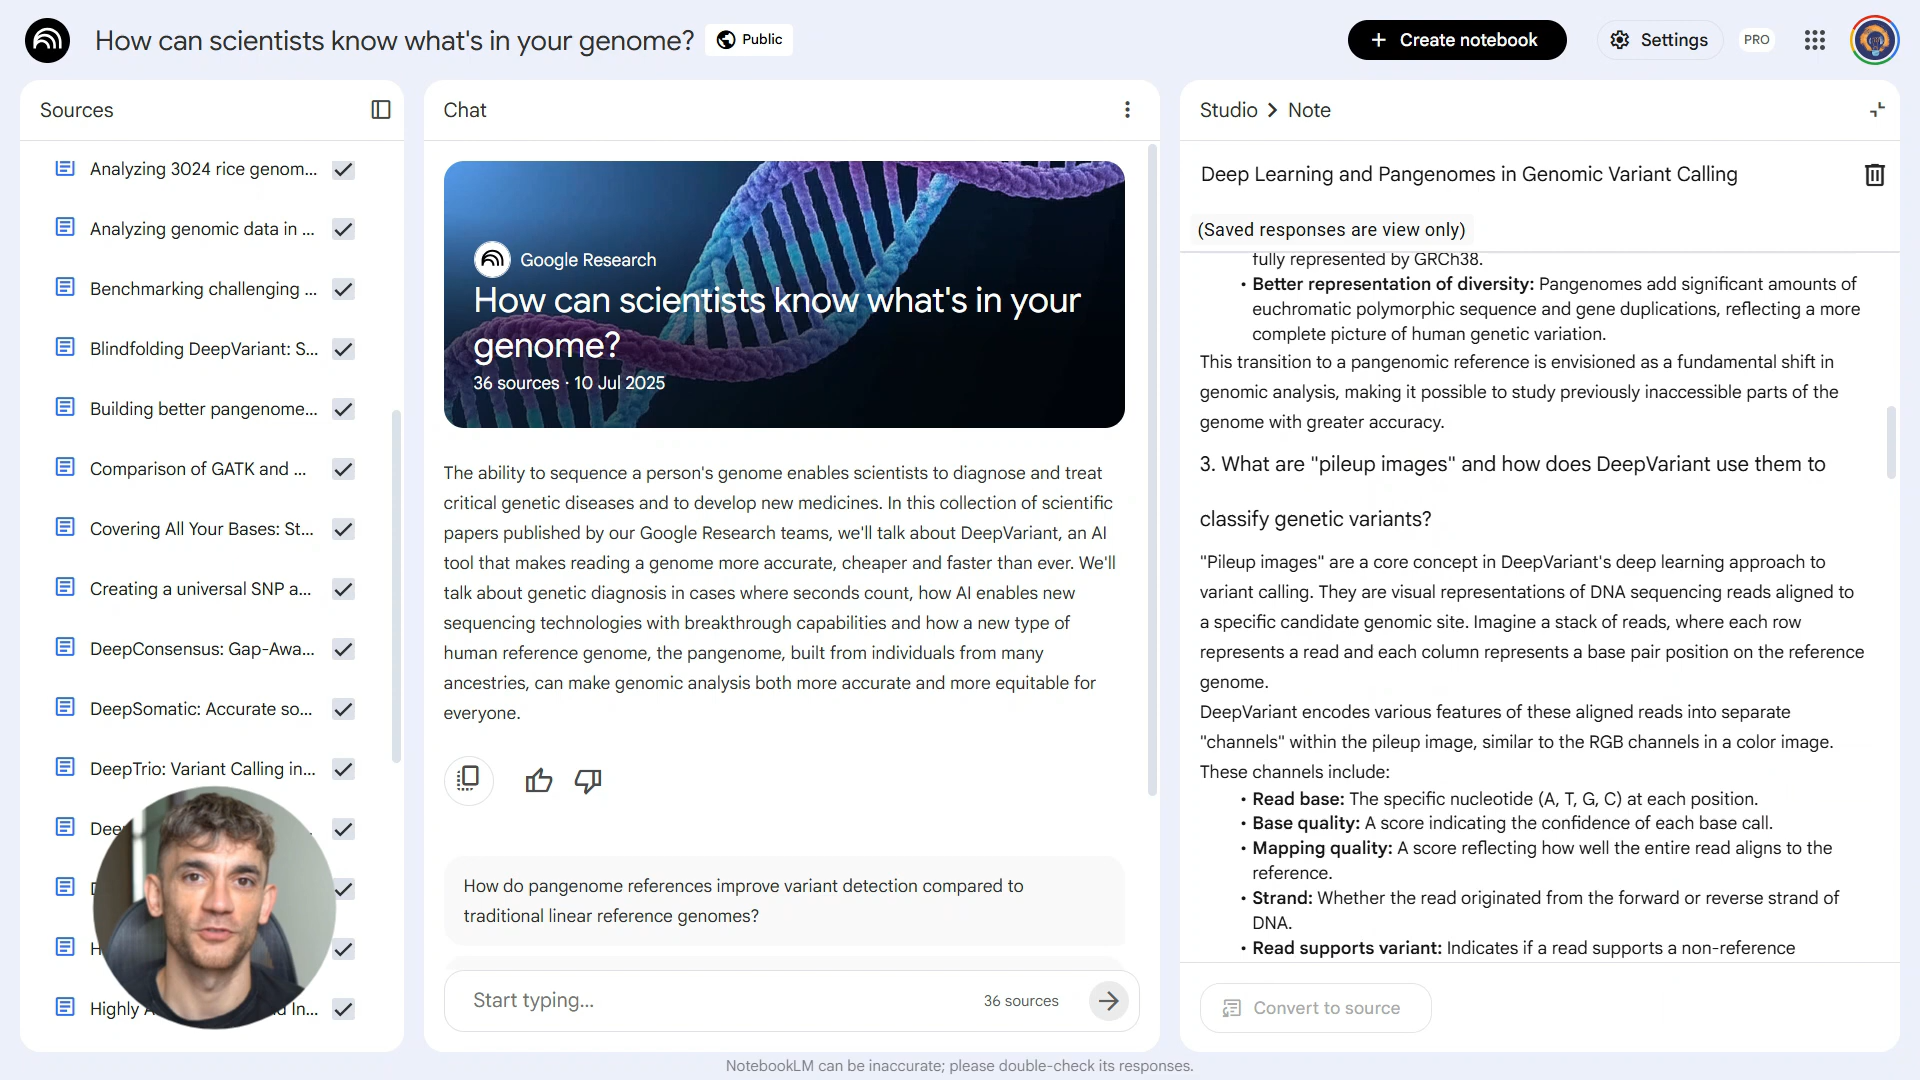 How can scientists know what's in your genome?
Public
Create notebook
Settings
PRO
Sources
Analyzing 3024 rice genom...
Analyzing genomic data in ...
Benchmarking challenging ...
Blindfolding DeepVariant: S...
Building better pangenome...
Comparison of GATK and ...
Covering All Your Bases: St...
Creating a universal SNP a...
DeepConsensus: Gap-Awa...
DeepSomatic: Accurate so...
DeepTrio: Variant Calling in...
Highly
In...
Chat
Google Research
How can scientists know what's in your
genome?
36 sources · 10 Jul 2025
The ability to sequence a person's genome enables scientists to diagnose and treat
critical genetic diseases and to develop new medicines. In this collection of scientific
papers published by our Google Research teams, we'll talk about DeepVariant, an AI
tool that makes reading a genome more accurate, cheaper and faster than ever. We'll
talk about genetic diagnosis in cases where seconds count, how AI enables new
sequencing technologies with breakthrough capabilities and how a new type of
human reference genome, the pangenome, built from individuals from many
ancestries, can make genomic analysis both more accurate and more equitable for
everyone.
How do pangenome references improve variant detection compared to
traditional linear reference genomes?
Start typing...
36 sources
Studio > Note
Deep Learning and Pangenomes in Genomic Variant Calling
(Saved responses are view only)
fully represented by GRCh38.
• Better representation of diversity: Pangenomes add significant amounts of
euchromatic polymorphic sequence and gene duplications, reflecting a more
complete picture of human genetic variation.
This transition to a pangenomic reference is envisioned as a fundamental shift in
genomic analysis, making it possible to study previously inaccessible parts of the
genome with greater accuracy.
3. What are "pileup images" and how does DeepVariant use them to
classify genetic variants?
"Pileup images" are a core concept in DeepVariant's deep learning approach to
variant calling. They are visual representations of DNA sequencing reads aligned to
a specific candidate genomic site. Imagine a stack of reads, where each row
represents a read and each column represents a base pair position on the reference
genome.
DeepVariant encodes various features of these aligned reads into separate
"channels" within the pileup image, similar to the RGB channels in a color image.
These channels include:
• Read base: The specific nucleotide (A, T, G, C) at each position.
• Base quality: A score indicating the confidence of each base call.
• Mapping quality: A score reflecting how well the entire read aligns to the
reference.
• Strand: Whether the read originated from the forward or reverse strand of
DNA.
• Read supports variant: Indicates if a read supports a non-reference
Convert to source
NotebookLM can be inaccurate; please double-check its responses.